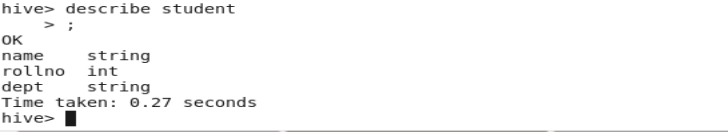 hive> describe student
    > ;
OK
name    string
rollno  int
dept    string
Time taken: 0.27 seconds
hive>